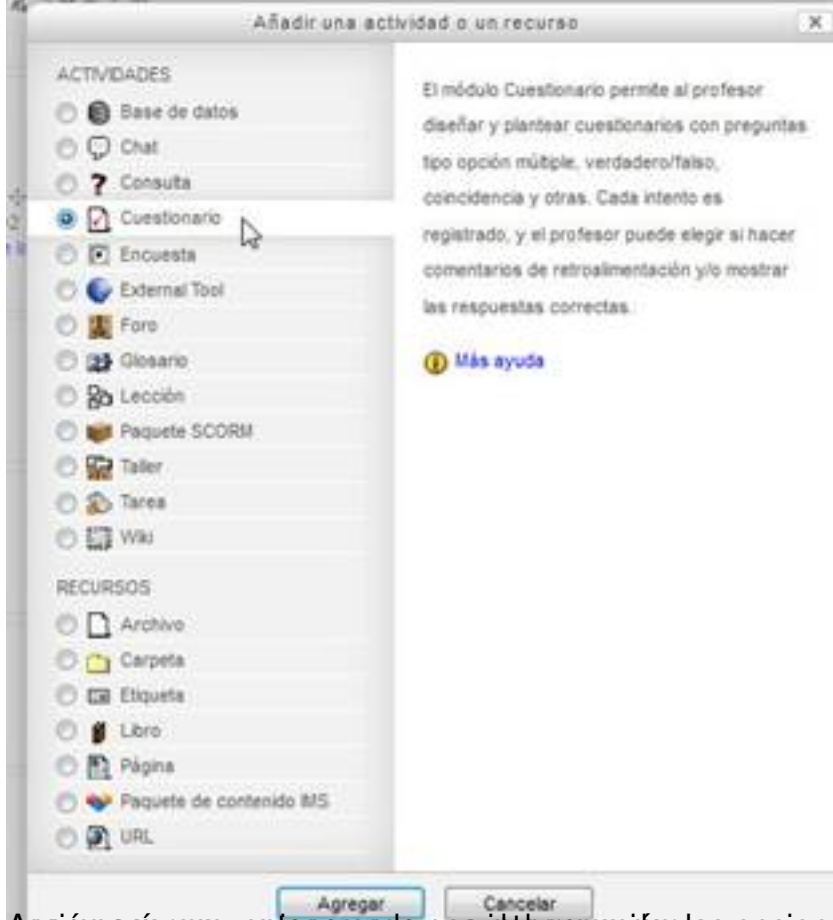 Añadir una actividad o un recurso
ACTIVIDADES
Base de datos
Chat
Consulta
Cuestionario
Encuesta
External Tool
Foro
Glosario
Lección
Paquete SCORM
Taller
Tarea
Wiki
RECURSOS
Archivo
Carpeta
Etiqueta
Libro
Página
Paquete de contenido IMS
URL
El módulo Cuestionario permite al profesor
diseñar y plantear cuestionarios con preguntas
tipo opción múltiple, verdadero/falso,
coincidencia y otras. Cada intento es
registrado, y el profesor puede elegir si hacer
comentarios de retroalimentación y/o mostrar
las respuestas correctas.
Más ayuda
Agregar
Cancelar